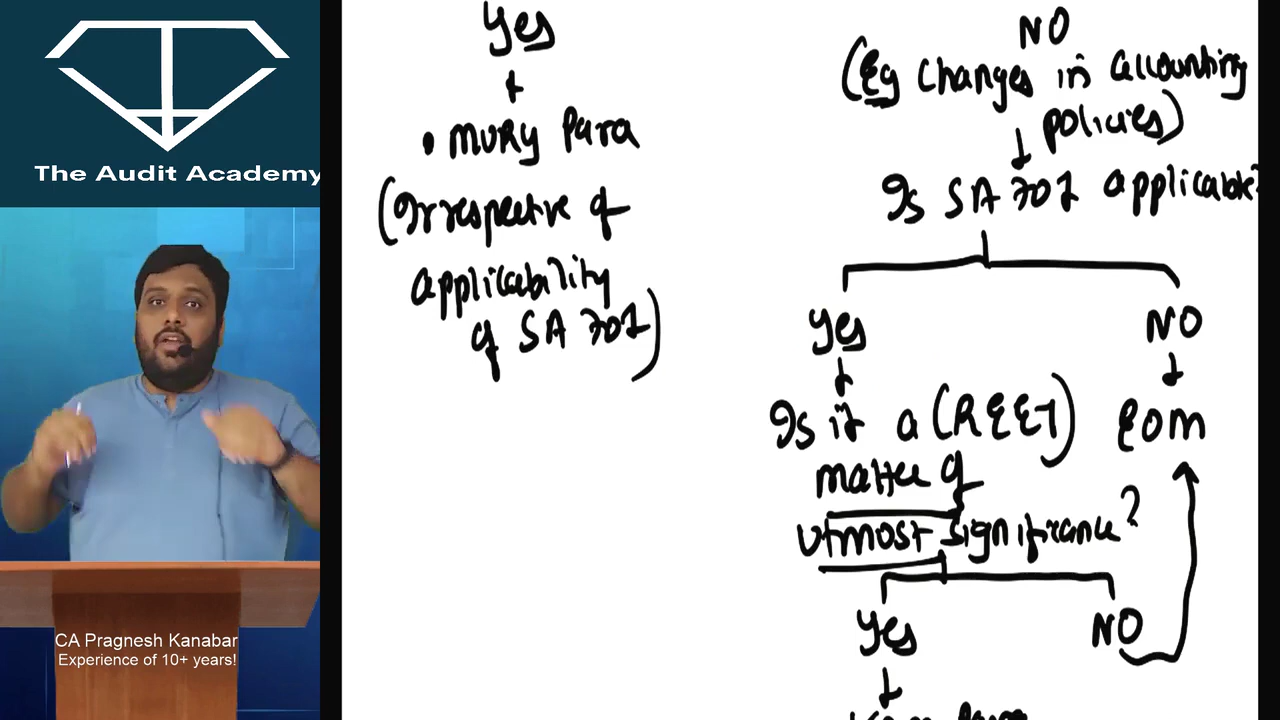 The Audit Academy
CA Pragnesh Kanabar
Experience of 10+ years!
Yes
• MURG Para
(Irrespective of
applicability
of SA 701)
NO
(Eg Changes in accounting
policies)
Is SA 701 applicable?
Yes
NO
Is it a (REET)
EOM
matter of
utmost significance?
Yes
NO
Para